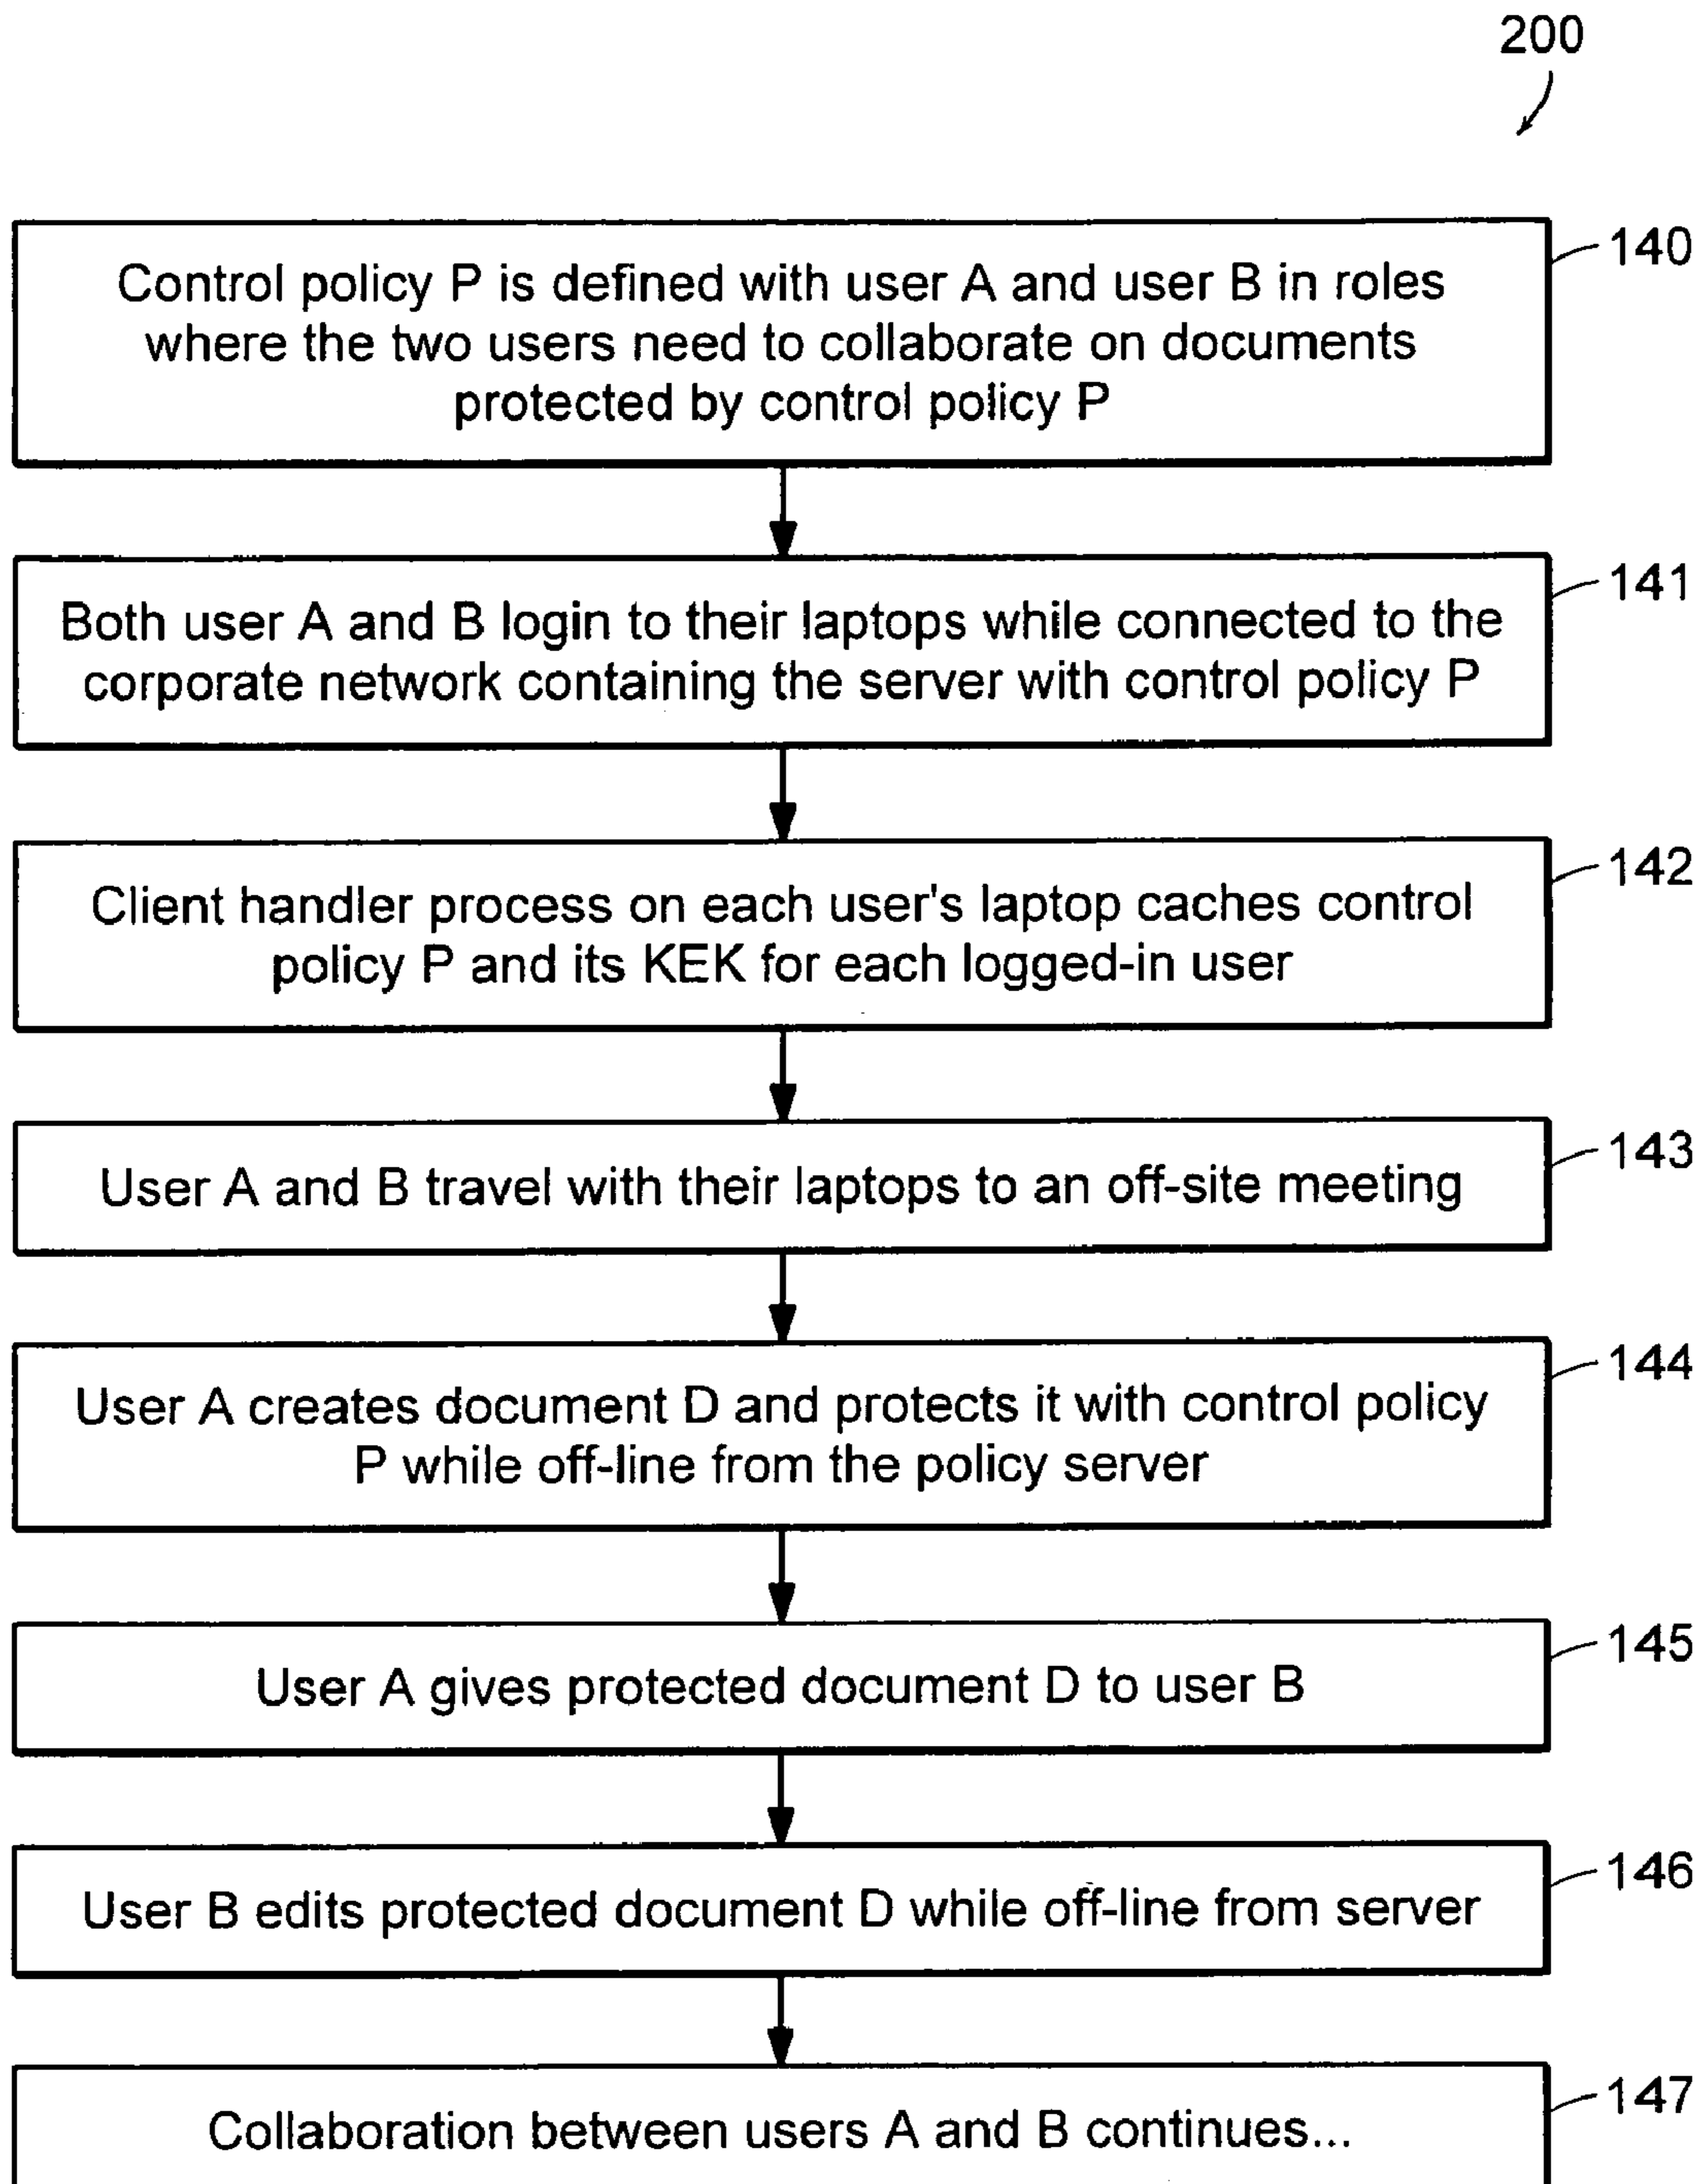 200
140
Control policy P is defined with user A and user B in roles
where the two users need to collaborate on documents
protected by control policy P
141
Both user A and B login to their laptops while connected to the
corporate network containing the server with control policy P
142
Client handler process on each user's laptop caches control
policy P and its KEK for each logged-in user
143
User A and B travel with their laptops to an off-site meeting
144
User A creates document D and protects it with control policy
P while off-line from the policy server
145
User A gives protected document D to user B
146
User B edits protected document D while off-line from server
147
Collaboration between users A and B continues...